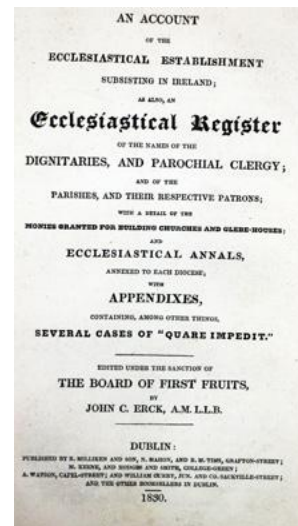 AN ACCOUNT
OF THE
ECCLESIASTICAL ESTABLISHMENT
SUBSISTING IN IRELAND;
AS ALSO, AN
Ecclesiastical Register
OF THE NAMES OF THE
DIGNITARIES, AND PAROCHIAL CLERGY;
AND OF THE
PARISHES, AND THEIR RESPECTIVE PATRONS;
WITH A DETAIL OF THE
MONIES GRANTED FOR BUILDING CHURCHES AND GLEBE-HOUSES;
AND
ECCLESIASTICAL ANNALS,
ANNEXED TO EACH DIOCESE;
WITH
APPENDIXES,
CONTAINING, AMONG OTHER THINGS,
SEVERAL CASES OF "QUARE IMPEDIT."
EDITED UNDER THE SANCTION OF
THE BOARD OF FIRST FRUITS,
BY
JOHN C. ERCK, A.M. L.L.B.
DUBLIN:
PUBLISHED BY R. MILLIKEN AND SON, N. MAHON, AND R. M. TIMS, GRAFTON-STREET;
M. KEENE, AND HODGES AND SMITH, COLLEGE-GREEN;
A. WATSON, CAPEL-STREET; AND WILLIAM CURRY, JUN. AND CO. SACKVILLE-STREET;
AND THE OTHER BOOKSELLERS IN DUBLIN.
1830.